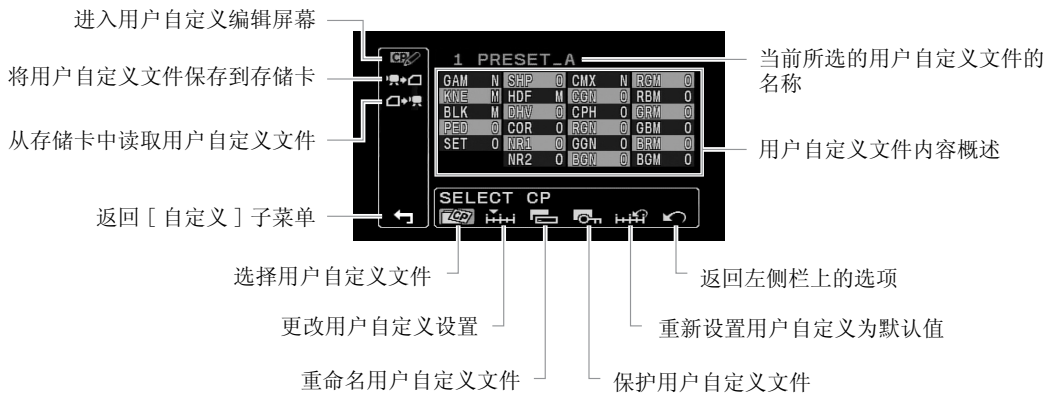 进入用户自定义编辑屏幕
将用户自定义文件保存到存储卡
从存储卡中读取用户自定义文件
返回［自定义］子菜单
CP
1 PRESET_A
GAM N SHP 0 CMX N RGM 0
KNE M HDF M CGN 0 RBM 0
BLK M DHV 0 CPH 0 GRM 0
PED 0 COR 0 RGN 0 GBM 0
SET 0 NR1 0 GGN 0 BRM 0
NR2 0 BGN 0 BGM 0
SELECT CP
CP
当前所选的用户自定义文件的
名称
用户自定义文件内容概述
选择用户自定义文件
返回左侧栏上的选项
更改用户自定义设置
重新设置用户自定义为默认值
重命名用户自定义文件
保护用户自定义文件